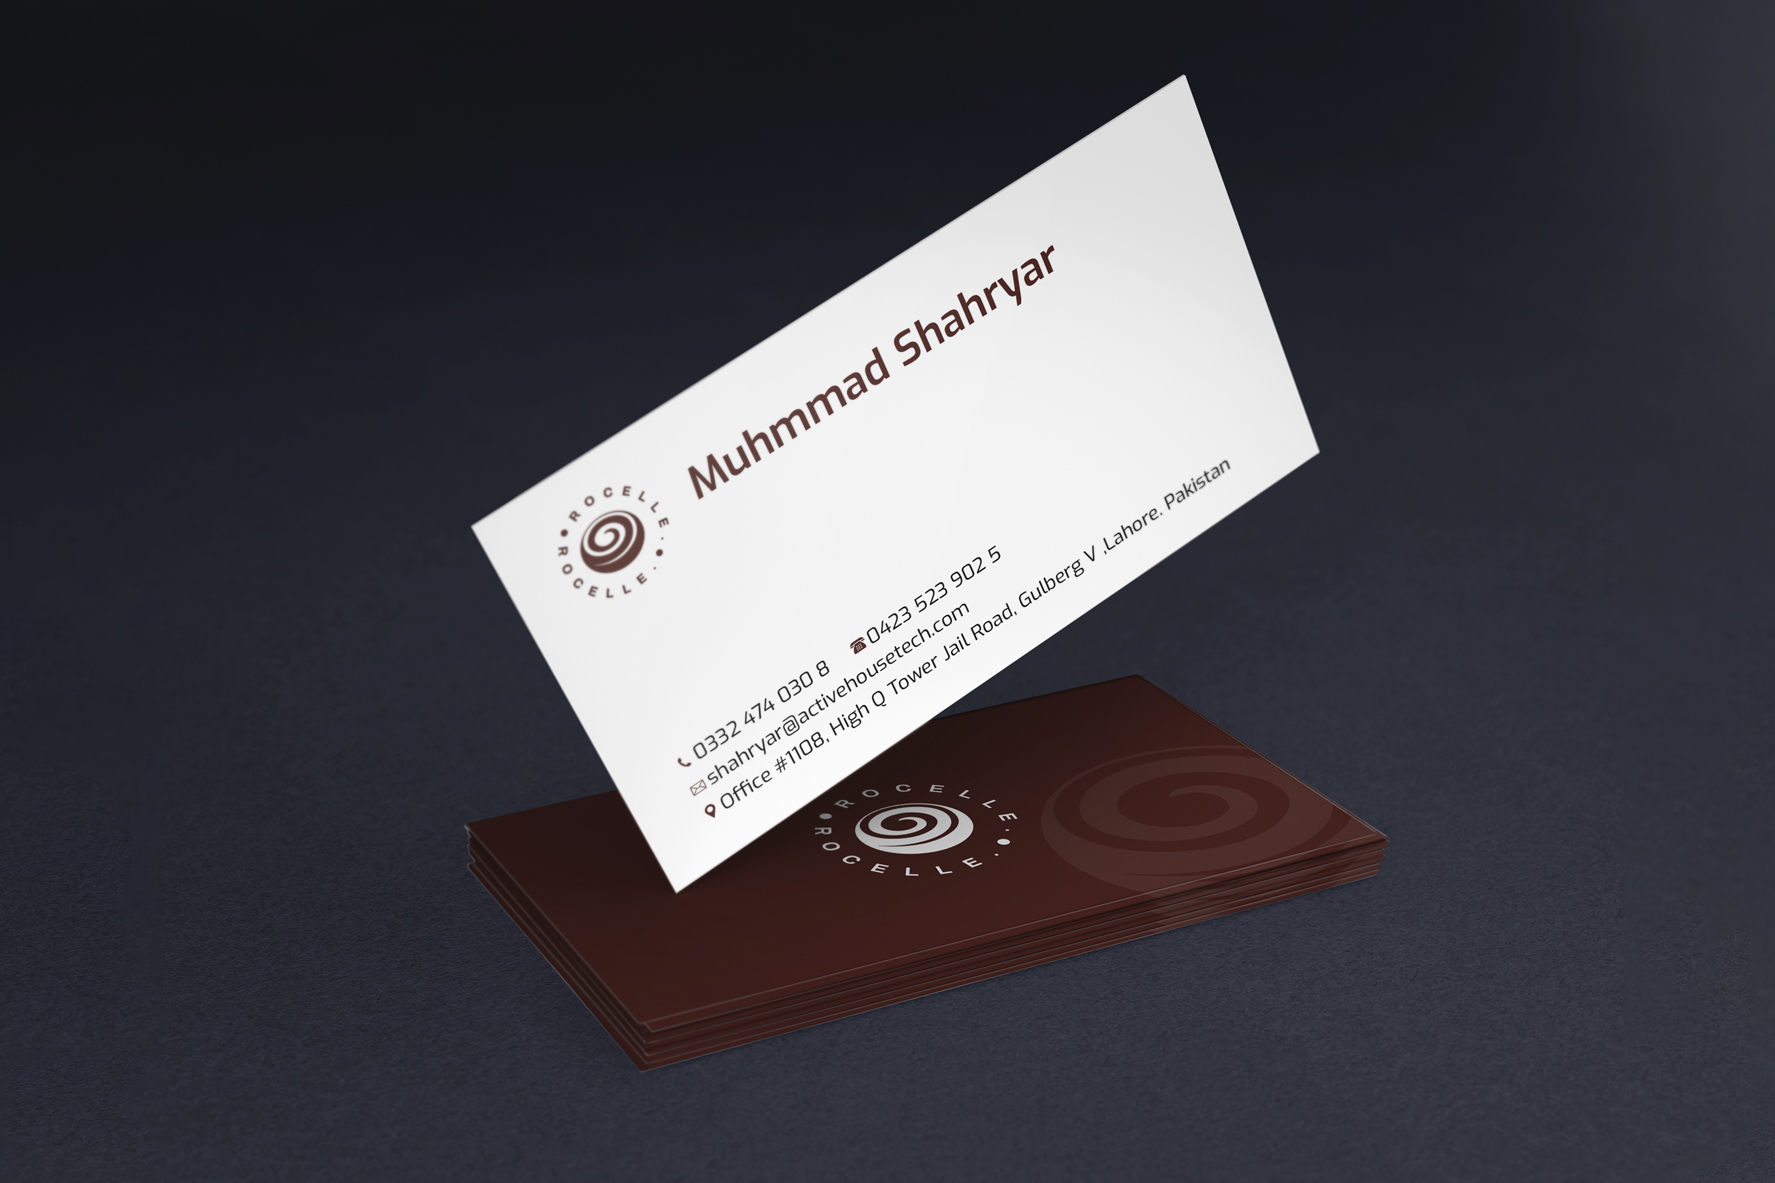 ROCELLE.
ROCELLE.
Muhmmad Shahryar
0332 474 030 8 0423 523 902 5
shahryar@activehousetech.com
Office #1108, High Q Tower Jail Road, Gulberg V ,Lahore. Pakistan
ROCELLE.
ROCELLE.